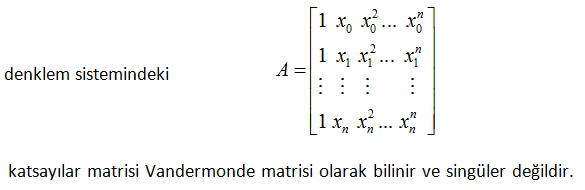 denklem sistemindeki A = [1 x_0 x_0^2 ... x_0^n
1 x_1 x_1^2 ... x_1^n
⋮ ⋮ ⋮ ⋮
1 x_n x_n^2 ... x_n^n]
katsayılar matrisi Vandermonde matrisi olarak bilinir ve singüler değildir.